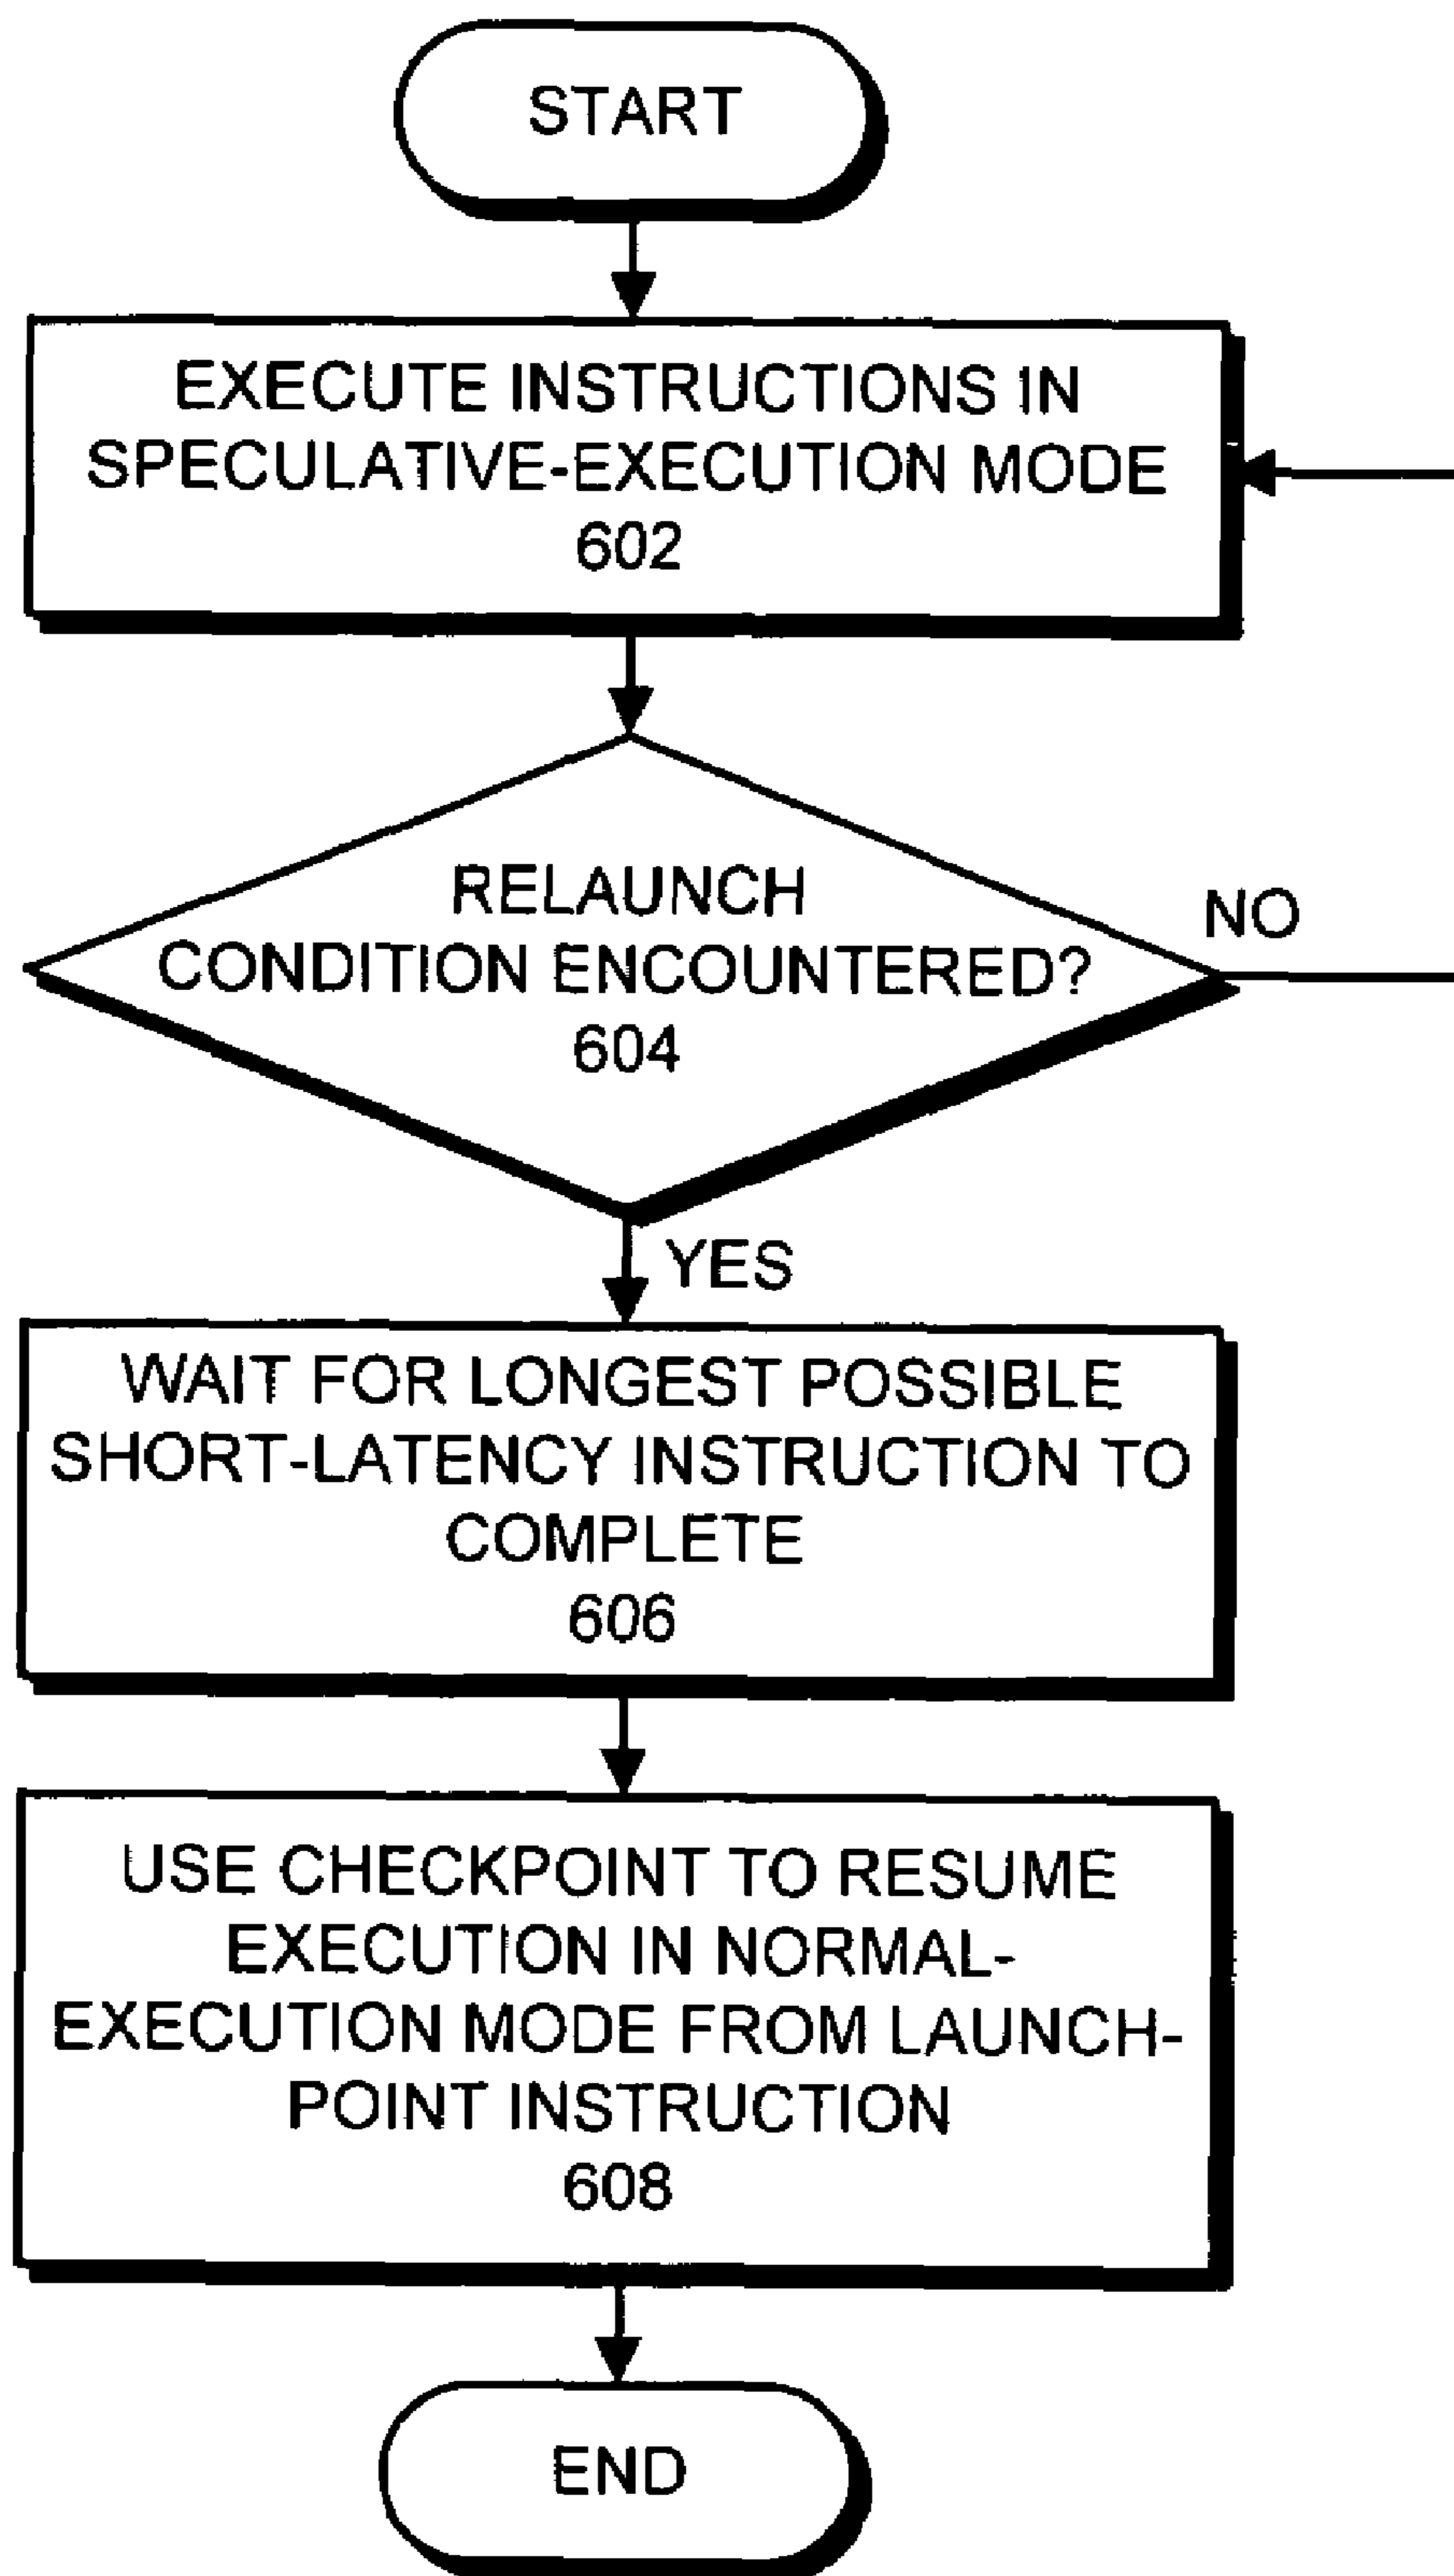 START
EXECUTE INSTRUCTIONS IN
SPECULATIVE-EXECUTION MODE
602
RELAUNCH
CONDITION ENCOUNTERED?
604
NO
YES
WAIT FOR LONGEST POSSIBLE
SHORT-LATENCY INSTRUCTION TO
COMPLETE
606
USE CHECKPOINT TO RESUME
EXECUTION IN NORMAL-
EXECUTION MODE FROM LAUNCH-
POINT INSTRUCTION
608
END